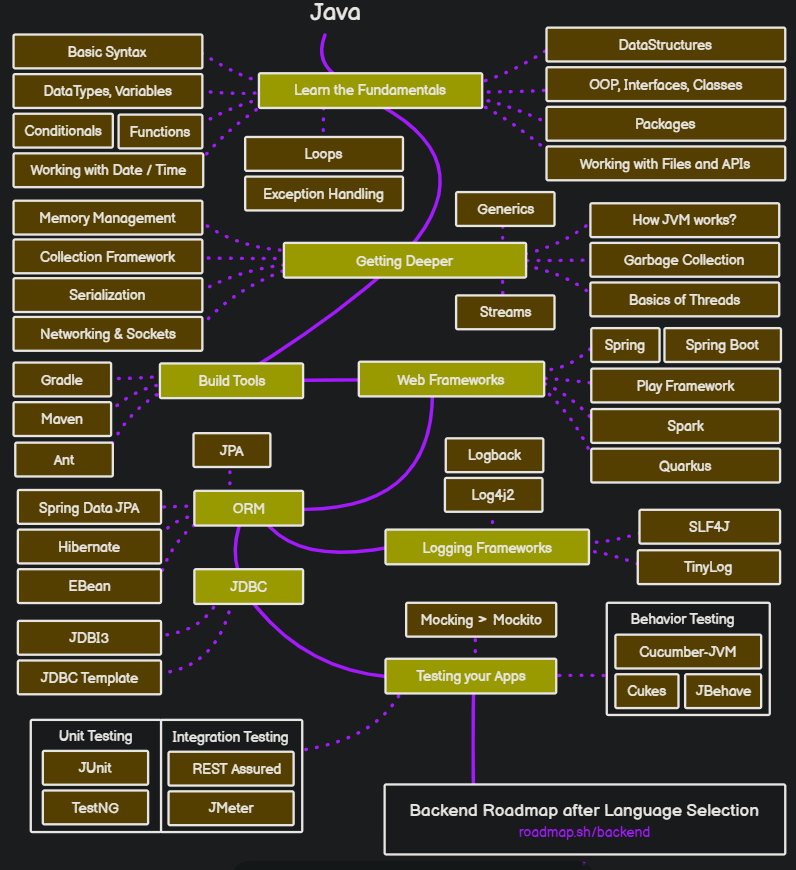 Java
Learn the Fundamentals
Basic Syntax
DataTypes, Variables
Conditionals
Functions
Working with Date / Time
Loops
Exception Handling
DataStructures
OOP, Interfaces, Classes
Packages
Working with Files and APIs
Getting Deeper
Memory Management
Collection Framework
Serialization
Networking & Sockets
Generics
Streams
How JVM works?
Garbage Collection
Basics of Threads
Build Tools
Gradle
Maven
Ant
Web Frameworks
Spring
Spring Boot
Play Framework
Spark
Quarkus
JPA
ORM
Spring Data JPA
Hibernate
EBean
Logback
Log4j2
Logging Frameworks
SLF4J
TinyLog
JDBC
JDBI3
JDBC Template
Mocking > Mockito
Testing your Apps
Behavior Testing
Cucumber-JVM
Cukes
JBehave
Unit Testing
JUnit
TestNG
Integration Testing
REST Assured
JMeter
Backend Roadmap after Language Selection
roadmap.sh/backend